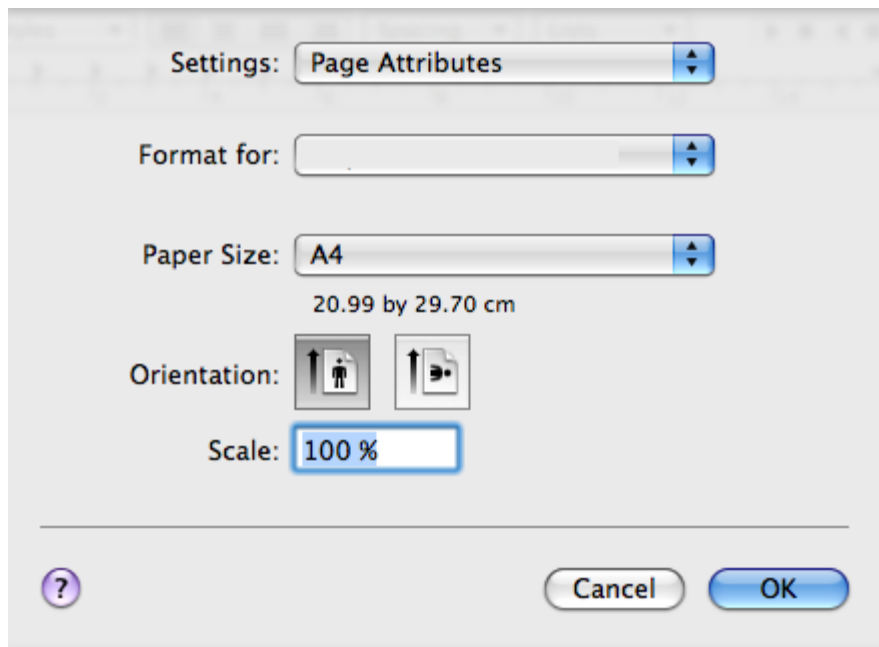 Settings: Page Attributes
Format for:
Paper Size: A4
20.99 by 29.70 cm
Orientation:
Scale: 100 %
? Cancel OK